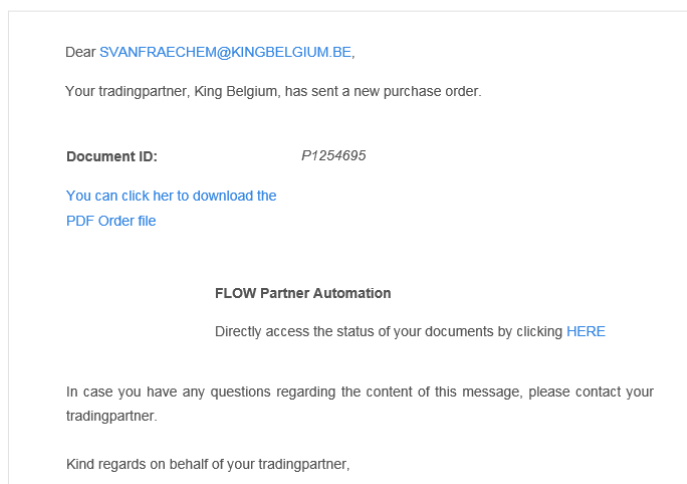 Dear SVANFRAECHEM@KINGBELGIUM.BE,
Your tradingpartner, King Belgium, has sent a new purchase order.
Document ID: P1254695
You can click her to download the
PDF Order file
FLOW Partner Automation
Directly access the status of your documents by clicking HERE
In case you have any questions regarding the content of this message, please contact your
tradingpartner.
Kind regards on behalf of your tradingpartner,